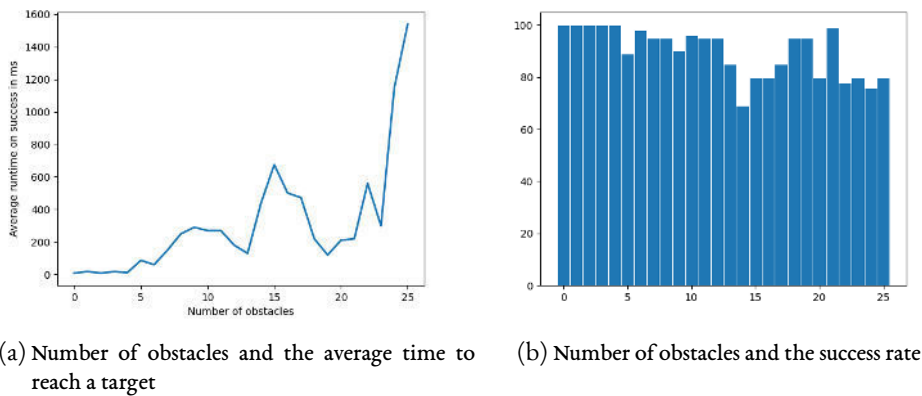 1600
1400
1200
1000
800
600
400
200
0
Average runtime on success in ms
0 5 10 15 20 25
Number of obstacles
100
80
60
40
20
0
0 5 10 15 20 25
(a) Number of obstacles and the average time to
reach a target
(b) Number of obstacles and the success rate